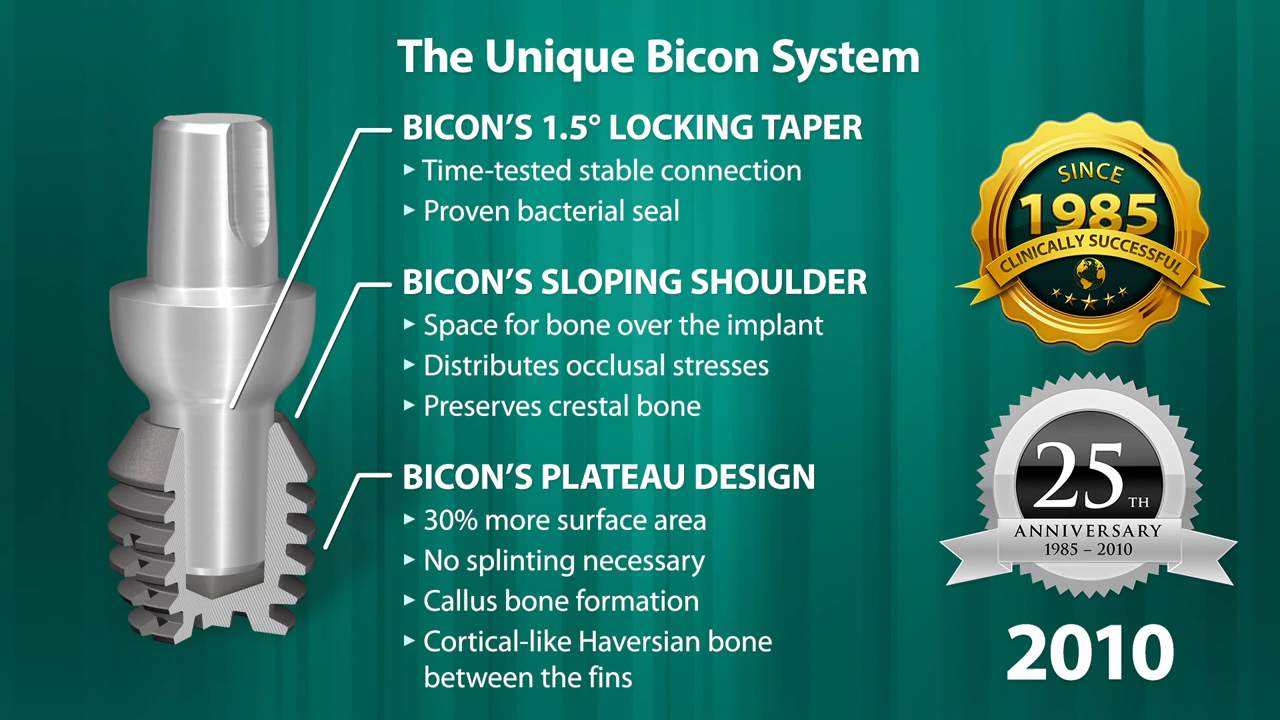 The Unique Bicon System
BICON'S 1.5° LOCKING TAPER
▸ Time-tested stable connection
▸ Proven bacterial seal
BICON'S SLOPING SHOULDER
▸ Space for bone over the implant
▸ Distributes occlusal stresses
▸ Preserves crestal bone
BICON'S PLATEAU DESIGN
▸ 30% more surface area
▸ No splinting necessary
▸ Callus bone formation
▸ Cortical-like Haversian bone
between the fins
SINCE
1985
CLINICALLY SUCCESSFUL
25TH
ANNIVERSARY
1985 – 2010
2010